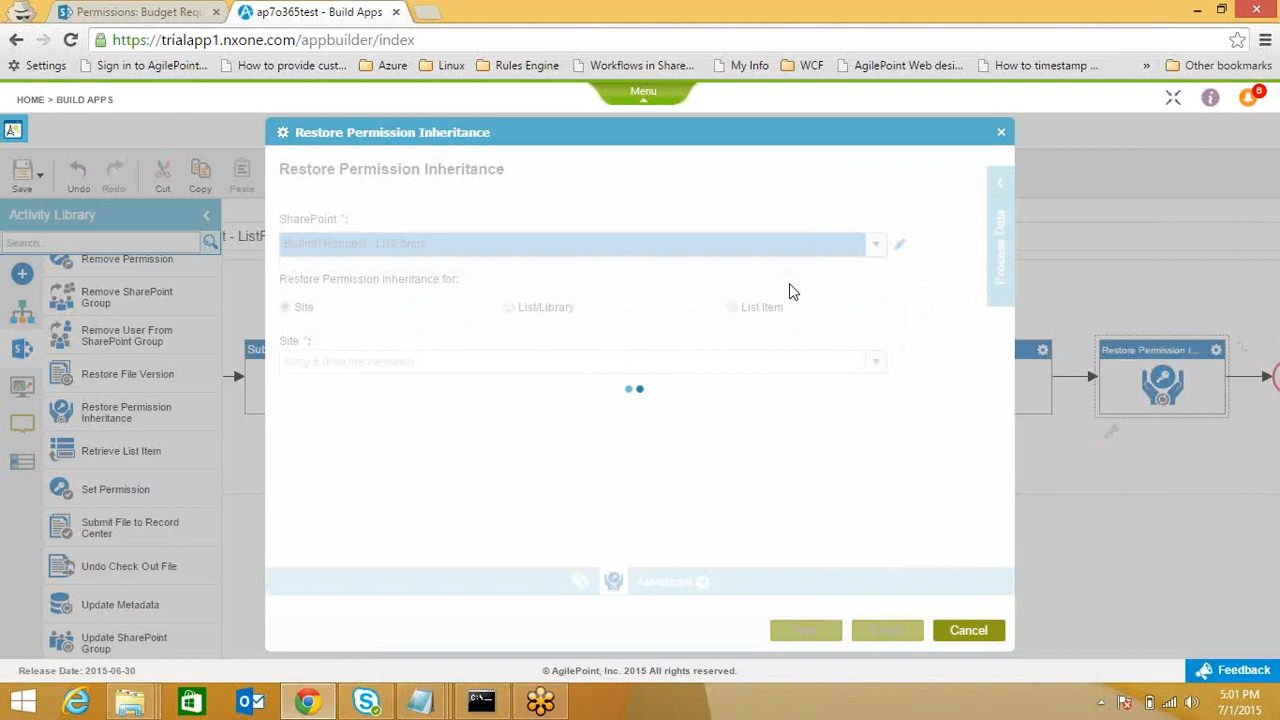 Permissions: Budget Requ
ap7o365test - Build Apps
https://trialapp1.nxone.com/appbuilder/index
Settings
Sign in to AgilePoint...
How to provide cust...
Azure
Linux
Rules Engine
Workflows in Share...
My Info
WCF
AgilePoint Web desi...
How to timestamp ...
»
Other bookmarks
Menu
HOME > BUILD APPS
6
Save
Undo
Redo
Cut
Copy
Paste
Activity Library
Search...
Remove Permission
Remove SharePoint
Group
Remove User From
SharePoint Group
Restore File Version
Restore Permission
Inheritance
Retrieve List Item
Set Permission
Submit File to Record
Center
Undo Check Out File
Update Metadata
Update SharePoint
Group
Restore Permission Inheritance
Restore Permission Inheritance
SharePoint *:
Restore Permission inheritance for:
Site
List/Library
List Item
Site *:
Process Data
Advanced
Cancel
Restore Permission I...
Release Date: 2015-06-30
© AgilePoint, Inc. 2015 All rights reserved.
Feedback
5:01 PM
7/1/2015